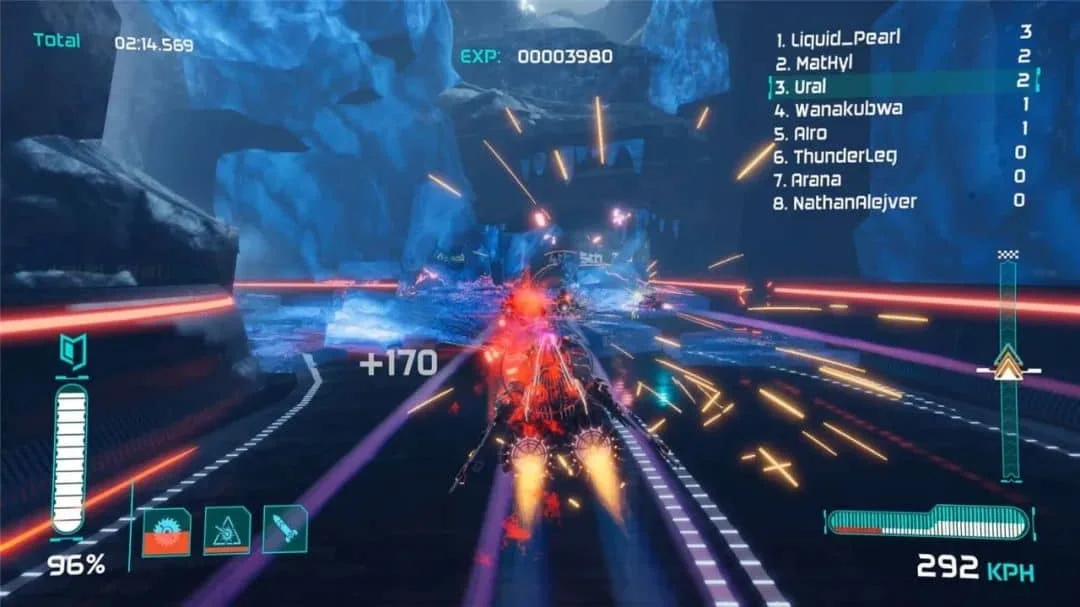 Total 02:14.569
EXP: 00003980
1. Liquid_Pearl 3
2. MatHyl 2
3. Ural 2
4. Wanakubwa 1
5. Airo 1
6. ThunderLeg 0
7. Arana 0
8. NathanAlejver 0
5th
+170
96%
292 KPH